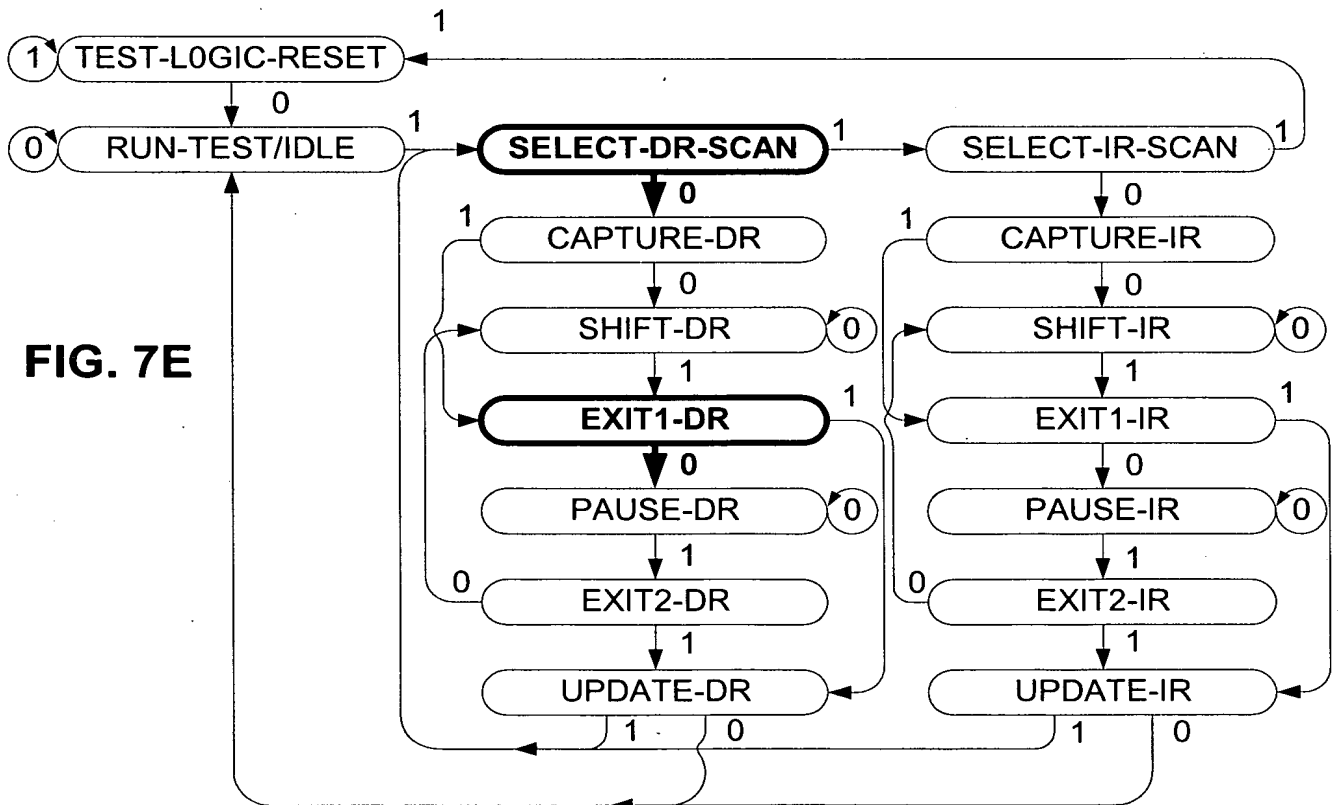 1
1 TEST-L0GIC-RESET
0
0 RUN-TEST/IDLE 1 SELECT-DR-SCAN 1 SELECT-IR-SCAN 1
0 0
1 CAPTURE-DR 1 CAPTURE-IR
0 0
SHIFT-DR 0 SHIFT-IR 0
FIG. 7E
1 1
EXIT1-DR 1 EXIT1-IR 1
0 0
PAUSE-DR 0 PAUSE-IR 0
1 1
0 EXIT2-DR 0 EXIT2-IR
1 1
UPDATE-DR UPDATE-IR
1 0 1 0